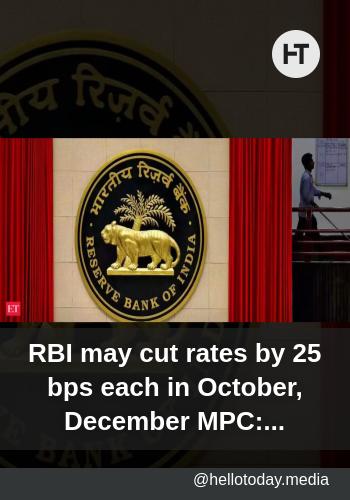 HT
भारतीय रिज़र्व बैंक
RESERVE BANK OF INDIA
ET
RBI may cut rates by 25
bps each in October,
December MPC:...
@hellotoday.media